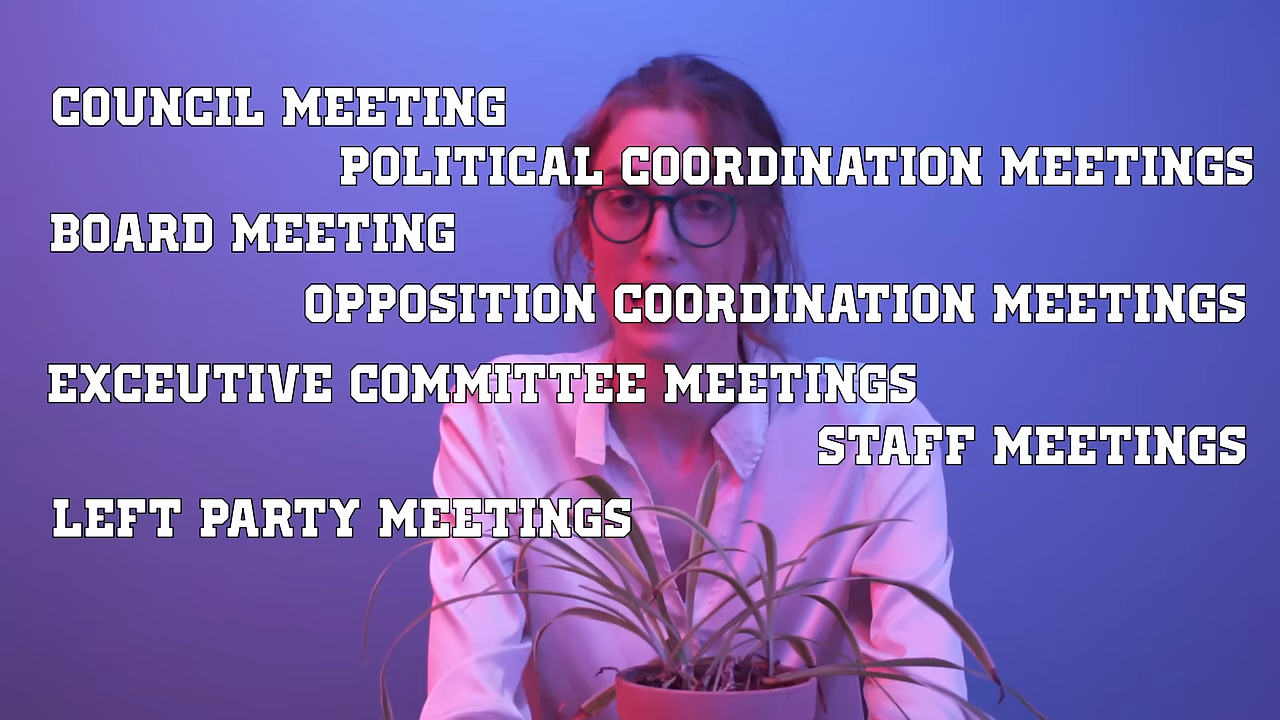 COUNCIL MEETING
POLITICAL COORDINATION MEETINGS
BOARD MEETING
OPPOSITION COORDINATION MEETINGS
EXCEUTIVE COMMITTEE MEETINGS
STAFF MEETINGS
LEFT PARTY MEETINGS